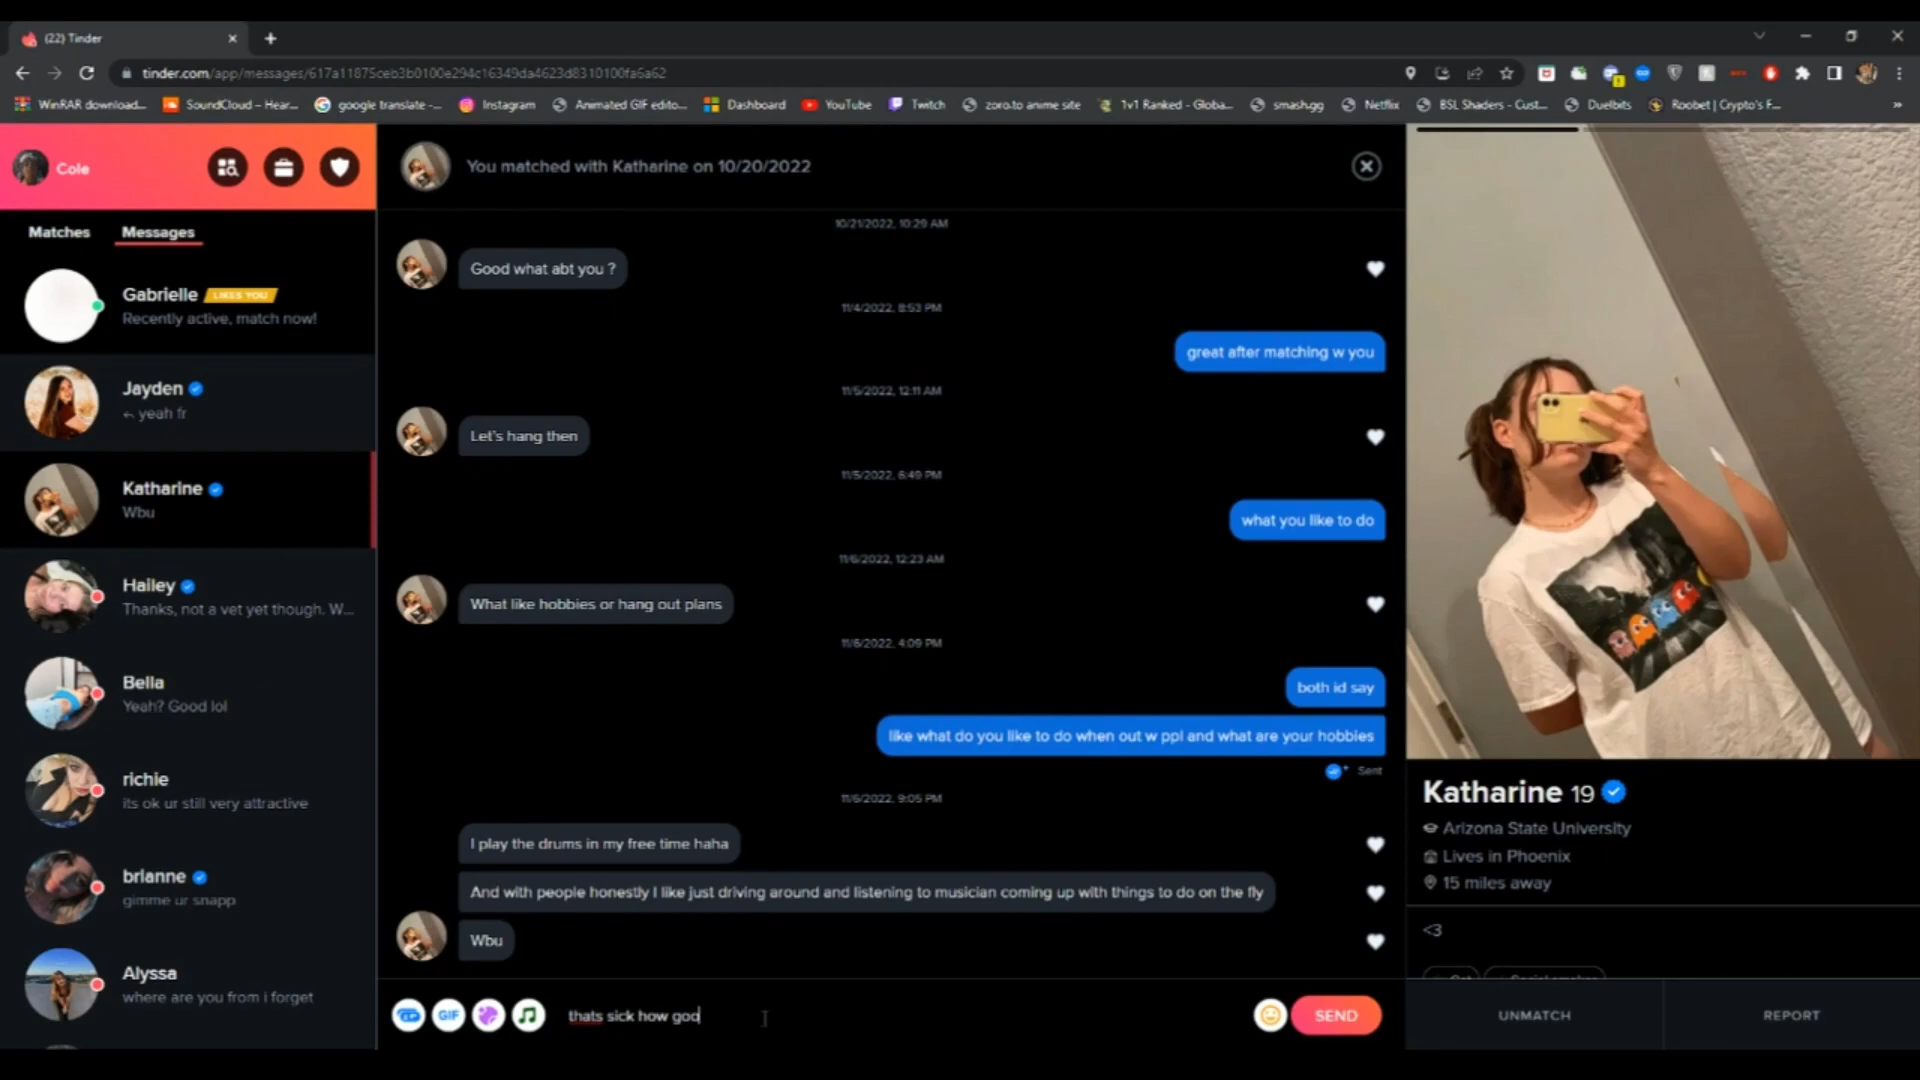 (22) Tinder
tinder.com/app/messages/617a11875ceb3b0100e294c16349da4623d8310100fa6a62
WinRAR download...
SoundCloud – Hear...
google translate -...
Instagram
Animated GIF edito...
Dashboard
YouTube
Twitch
zoro.to anime site
1v1 Ranked - Globa...
smash.gg
Netflix
BSL Shaders - Cust...
Duelbits
Roobet | Crypto's F...
Cole
Matches
Messages
Gabrielle
LIKES YOU
Recently active, match now!
Jayden
yeah fr
Katharine
Wbu
Hailey
Thanks, not a vet yet though. W...
Bella
Yeah? Good lol
richie
its ok ur still very attractive
brianne
gimme ur snapp
Alyssa
where are you from i forget
You matched with Katharine on 10/20/2022
10/21/2022, 10:29 AM
Good what abt you ?
11/4/2022, 8:53 PM
great after matching w you
11/5/2022, 12:11 AM
Let's hang then
11/5/2022, 6:49 PM
what you like to do
11/6/2022, 12:23 AM
What like hobbies or hang out plans
11/6/2022, 4:09 PM
both id say
like what do you like to do when out w ppl and what are your hobbies
Sent
11/6/2022, 9:05 PM
I play the drums in my free time haha
And with people honestly I like just driving around and listening to musician coming up with things to do on the fly
Wbu
GIF
thats sick how god
SEND
Katharine 19
Arizona State University
Lives in Phoenix
15 miles away
<3
UNMATCH
REPORT